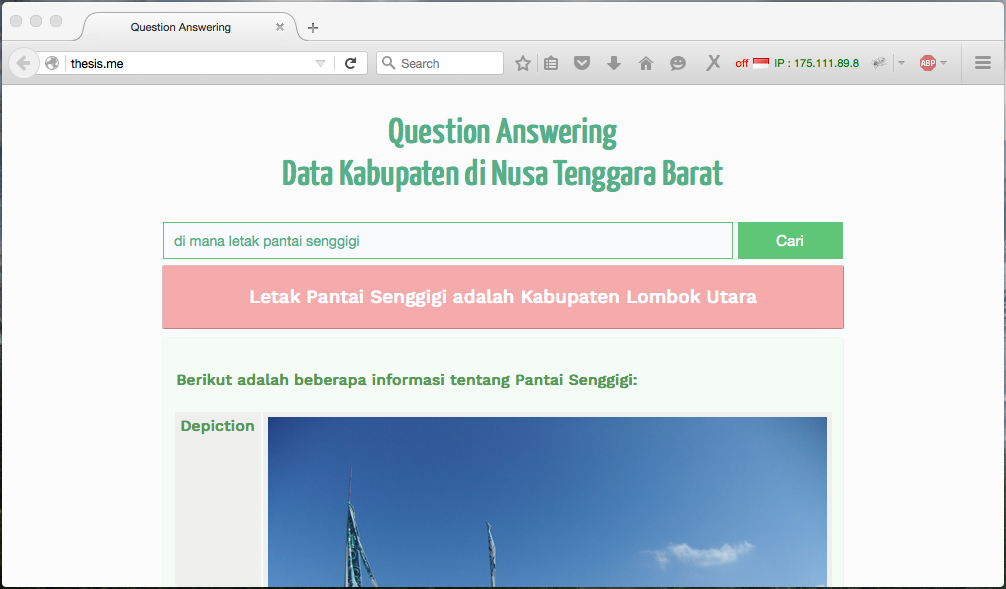 Question Answering
thesis.me
Search
off
IP : 175.111.89.8
ABP
Question Answering
Data Kabupaten di Nusa Tenggara Barat
di mana letak pantai senggigi
Cari
Letak Pantai Senggigi adalah Kabupaten Lombok Utara
Berikut adalah beberapa informasi tentang Pantai Senggigi:
Depiction